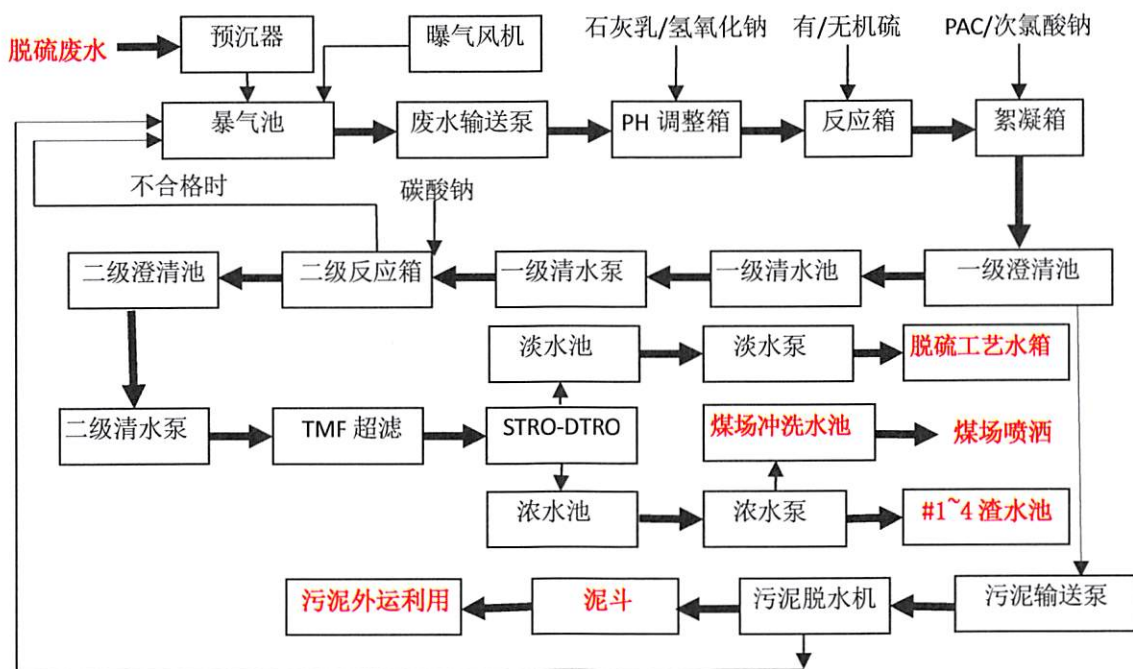 脱硫废水
预沉器
曝气风机
石灰乳/氢氧化钠
有/无机硫
PAC/次氯酸钠
暴气池
废水输送泵
PH 调整箱
反应箱
絮凝箱
不合格时
碳酸钠
二级澄清池
二级反应箱
一级清水泵
一级清水池
一级澄清池
淡水池
淡水泵
脱硫工艺水箱
二级清水泵
TMF 超滤
STRO-DTRO
煤场冲洗水池
煤场喷洒
浓水池
浓水泵
#1~4 渣水池
污泥外运利用
泥斗
污泥脱水机
污泥输送泵